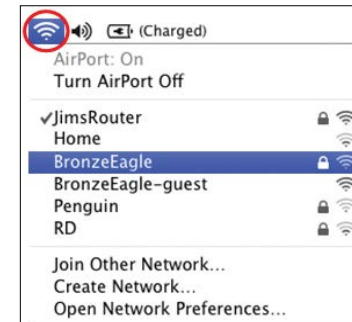 (Charged)
AirPort: On
Turn AirPort Off
✓JimsRouter
Home
BronzeEagle
BronzeEagle-guest
Penguin
RD
Join Other Network...
Create Network...
Open Network Preferences...